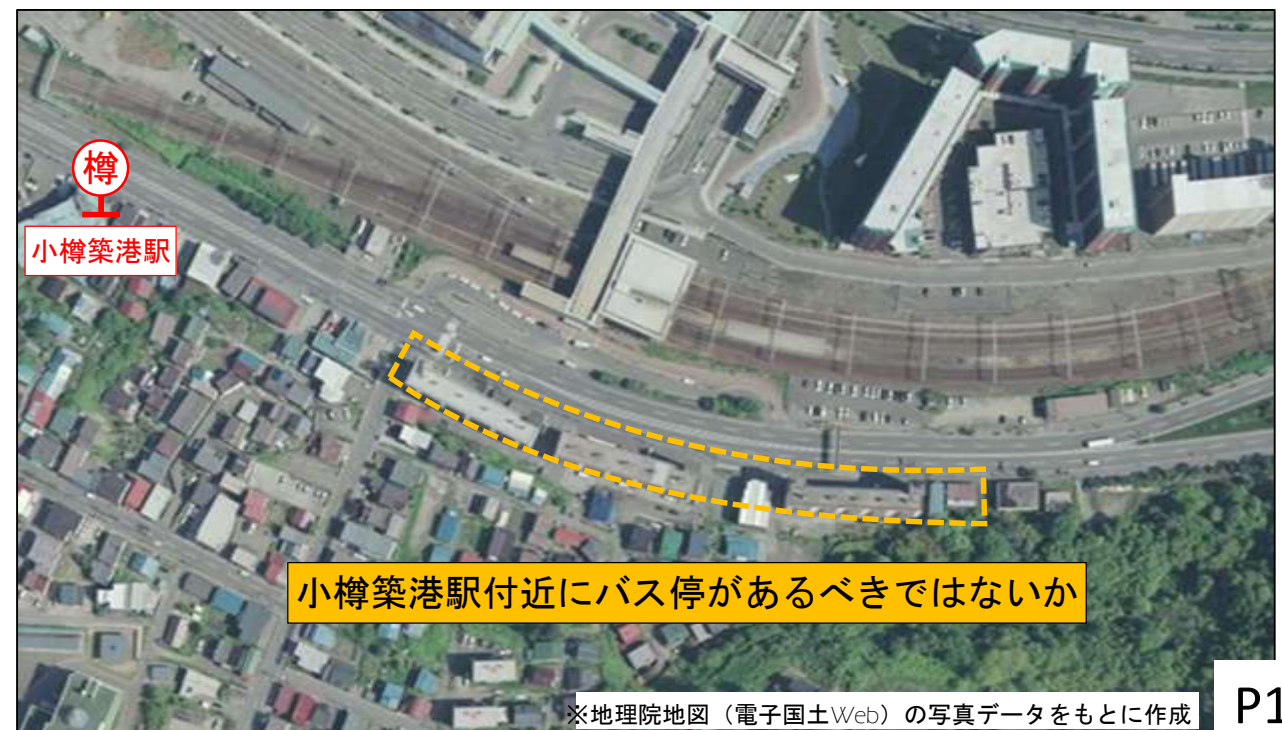 樽
小樽築港駅
小樽築港駅付近にバス停があるべきではないか
※地理院地図（電子国土Web）の写真データをもとに作成
P1